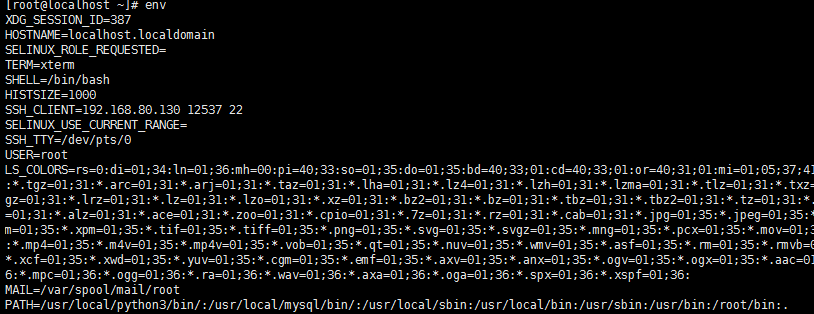 [root@localhost ~]# env
XDG_SESSION_ID=387
HOSTNAME=localhost.localdomain
SELINUX_ROLE_REQUESTED=
TERM=xterm
SHELL=/bin/bash
HISTSIZE=1000
SSH_CLIENT=192.168.80.130 12537 22
SELINUX_USE_CURRENT_RANGE=
SSH_TTY=/dev/pts/0
USER=root
LS_COLORS=rs=0:di=01;34:ln=01;36:mh=00:pi=40;33:so=01;35:do=01;35:bd=40;33;01:cd=40;33;01:or=40;31;01:mi=01;05;37;41
:*.tgz=01;31:*.arc=01;31:*.arj=01;31:*.taz=01;31:*.lha=01;31:*.lz4=01;31:*.lzh=01;31:*.lzma=01;31:*.tlz=01;31:*.txz=
gz=01;31:*.lrz=01;31:*.lz=01;31:*.lzo=01;31:*.xz=01;31:*.bz2=01;31:*.bz=01;31:*.tbz=01;31:*.tbz2=01;31:*.tz=01;31:*.
=01;31:*.alz=01;31:*.ace=01;31:*.zoo=01;31:*.cpio=01;31:*.7z=01;31:*.rz=01;31:*.cab=01;31:*.jpg=01;35:*.jpeg=01;35:*
m=01;35:*.xpm=01;35:*.tif=01;35:*.tiff=01;35:*.png=01;35:*.svg=01;35:*.svgz=01;35:*.mng=01;35:*.pcx=01;35:*.mov=01;3
:*.mp4=01;35:*.m4v=01;35:*.mp4v=01;35:*.vob=01;35:*.qt=01;35:*.nuv=01;35:*.wmv=01;35:*.asf=01;35:*.rm=01;35:*.rmvb=0
*.xcf=01;35:*.xwd=01;35:*.yuv=01;35:*.cgm=01;35:*.emf=01;35:*.axv=01;35:*.anx=01;35:*.ogv=01;35:*.ogx=01;35:*.aac=01
6:*.mpc=01;36:*.ogg=01;36:*.ra=01;36:*.wav=01;36:*.axa=01;36:*.oga=01;36:*.spx=01;36:*.xspf=01;36:
MAIL=/var/spool/mail/root
PATH=/usr/local/python3/bin/:/usr/local/mysql/bin/:/usr/local/sbin:/usr/local/bin:/usr/sbin:/usr/bin:/root/bin:.